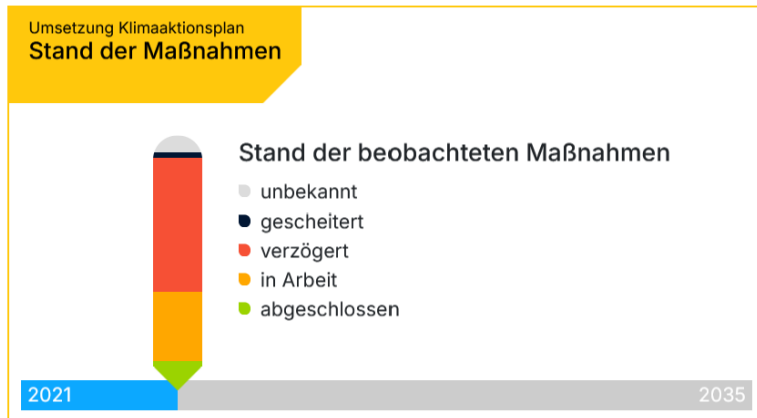 Umsetzung Klimaaktionsplan
Stand der Maßnahmen
Stand der beobachteten Maßnahmen
unbekannt
gescheitert
verzögert
in Arbeit
abgeschlossen
2021 2035